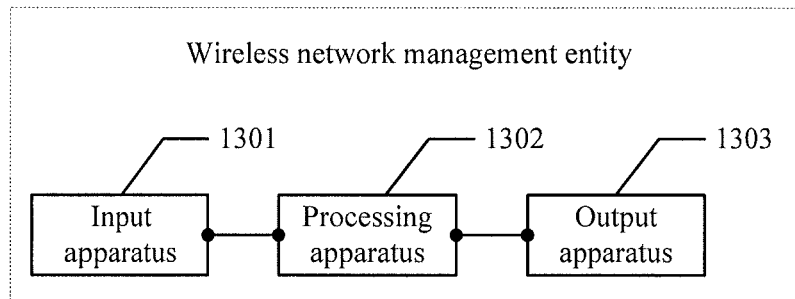 Wireless network management entity
1301
1302
1303
Input
apparatus
Processing
apparatus
Output
apparatus